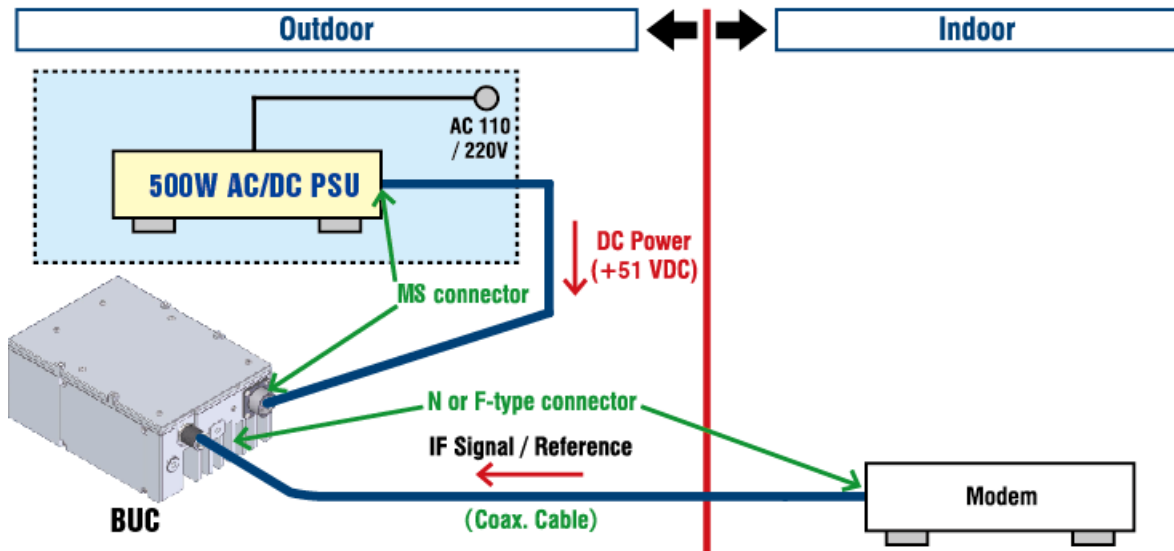 Outdoor
Indoor
AC 110
/ 220V
500W AC/DC PSU
DC Power
(+51 VDC)
MS connector
N or F-type connector
IF Signal / Reference
Modem
(Coax. Cable)
BUC